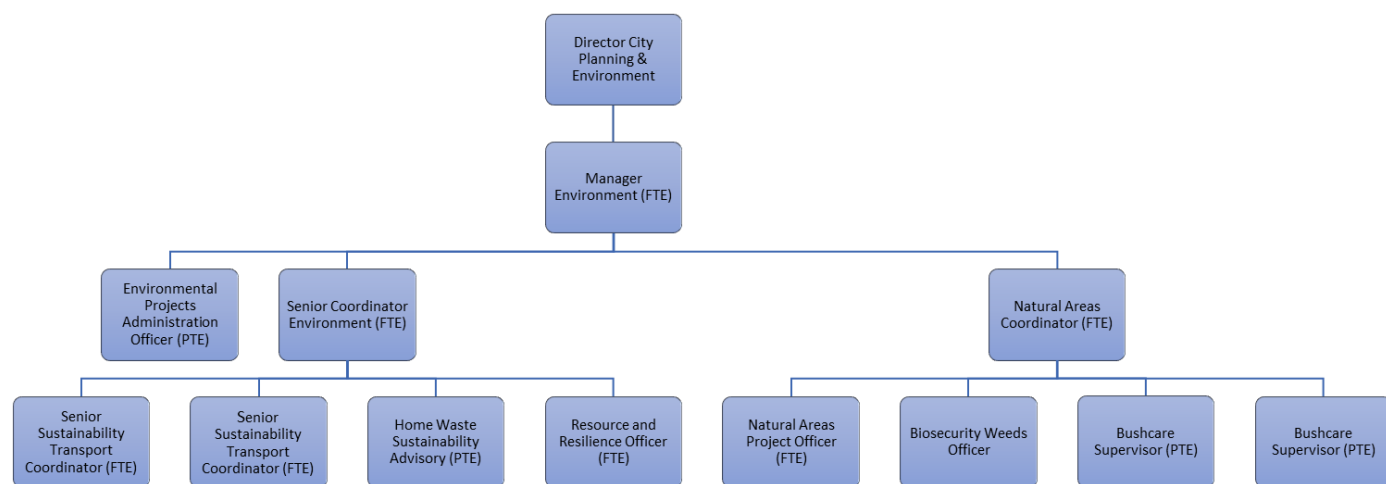 Director City
Planning &
Environment
Manager
Environment (FTE)
Environmental
Projects
Administration
Officer (PTE)
Senior Coordinator
Environment (FTE)
Natural Areas
Coordinator (FTE)
Senior
Sustainability
Transport
Coordinator (FTE)
Senior
Sustainability
Transport
Coordinator (FTE)
Home Waste
Sustainability
Advisory (PTE)
Resource and
Resilience Officer
(FTE)
Natural Areas
Project Officer
(FTE)
Biosecurity Weeds
Officer
Bushcare
Supervisor (PTE)
Bushcare
Supervisor (PTE)